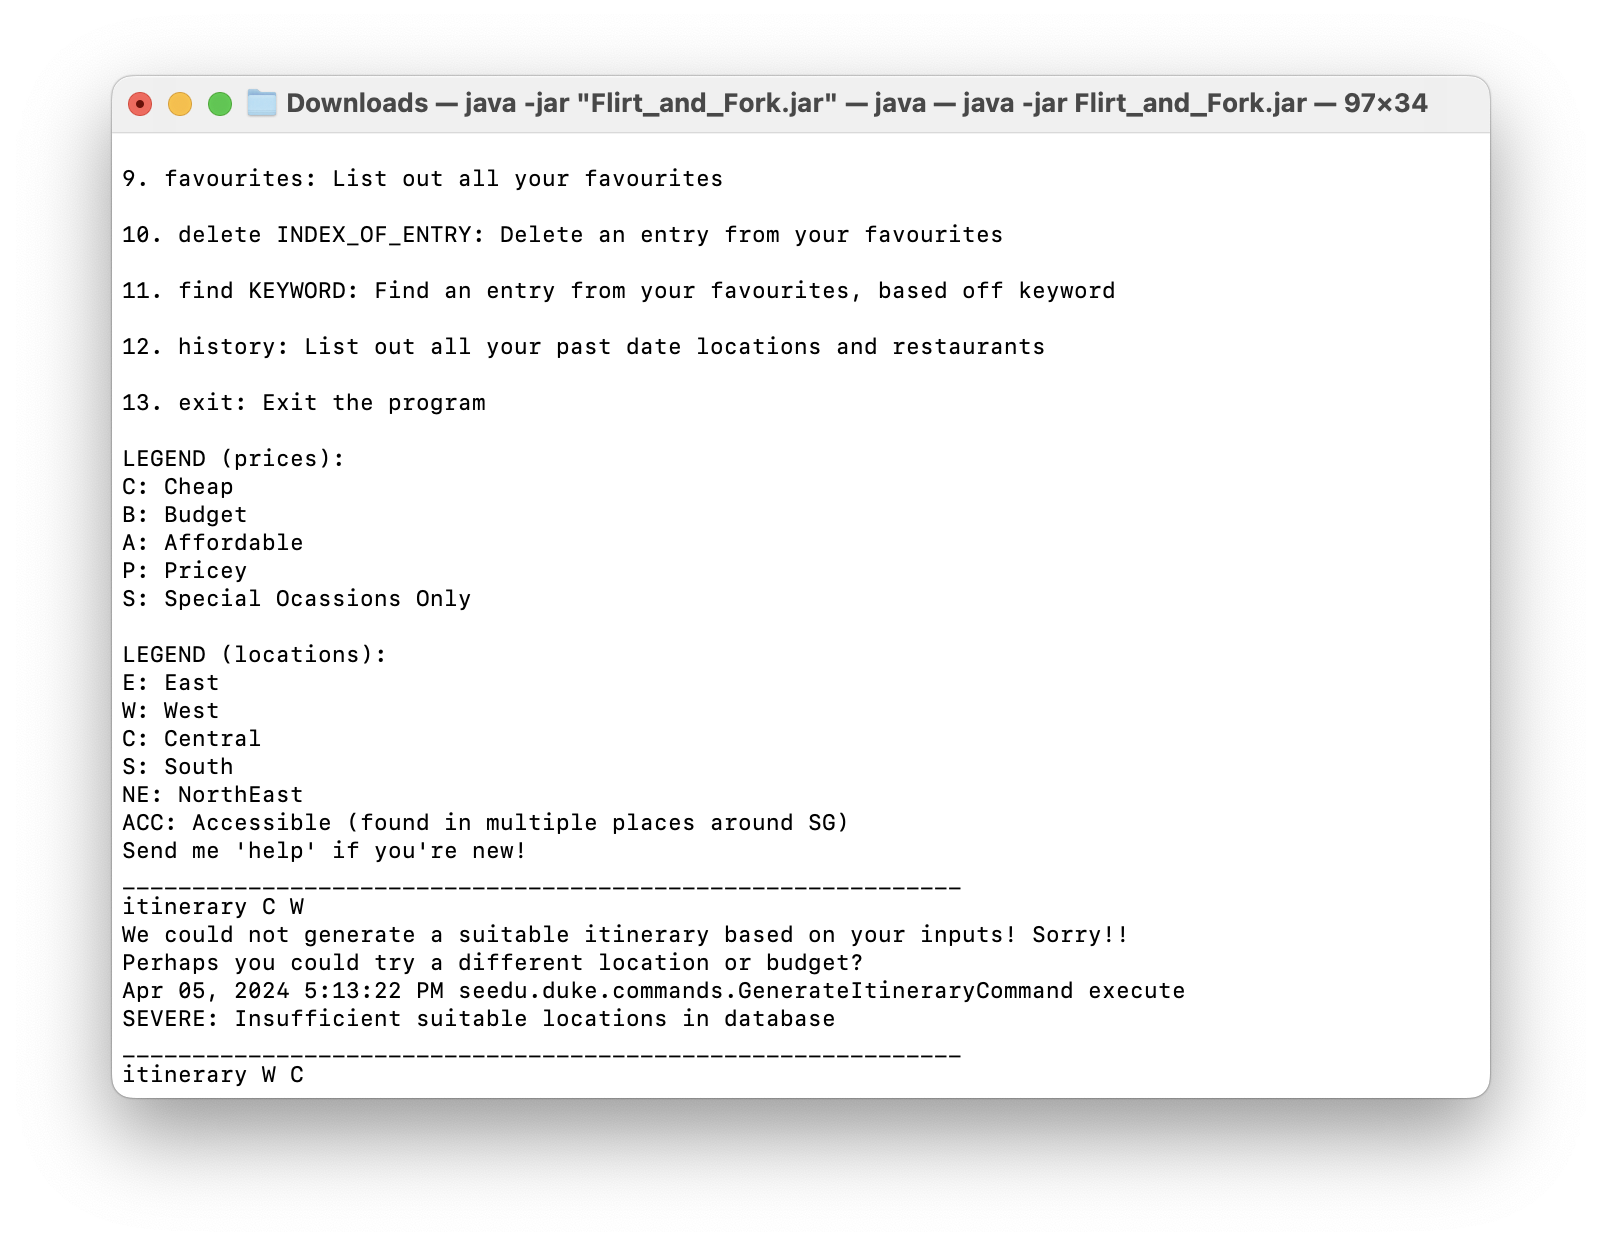 Downloads — java -jar "Flirt_and_Fork.jar" — java — java -jar Flirt_and_Fork.jar — 97×34
9. favourites: List out all your favourites
10. delete INDEX_OF_ENTRY: Delete an entry from your favourites
11. find KEYWORD: Find an entry from your favourites, based off keyword
12. history: List out all your past date locations and restaurants
13. exit: Exit the program
LEGEND (prices):
C: Cheap
B: Budget
A: Affordable
P: Pricey
S: Special Ocassions Only
LEGEND (locations):
E: East
W: West
C: Central
S: South
NE: NorthEast
ACC: Accessible (found in multiple places around SG)
Send me 'help' if you're new!
____________________________________________________________
itinerary C W
We could not generate a suitable itinerary based on your inputs! Sorry!!
Perhaps you could try a different location or budget?
Apr 05, 2024 5:13:22 PM seedu.duke.commands.GenerateItineraryCommand execute
SEVERE: Insufficient suitable locations in database
____________________________________________________________
itinerary W C